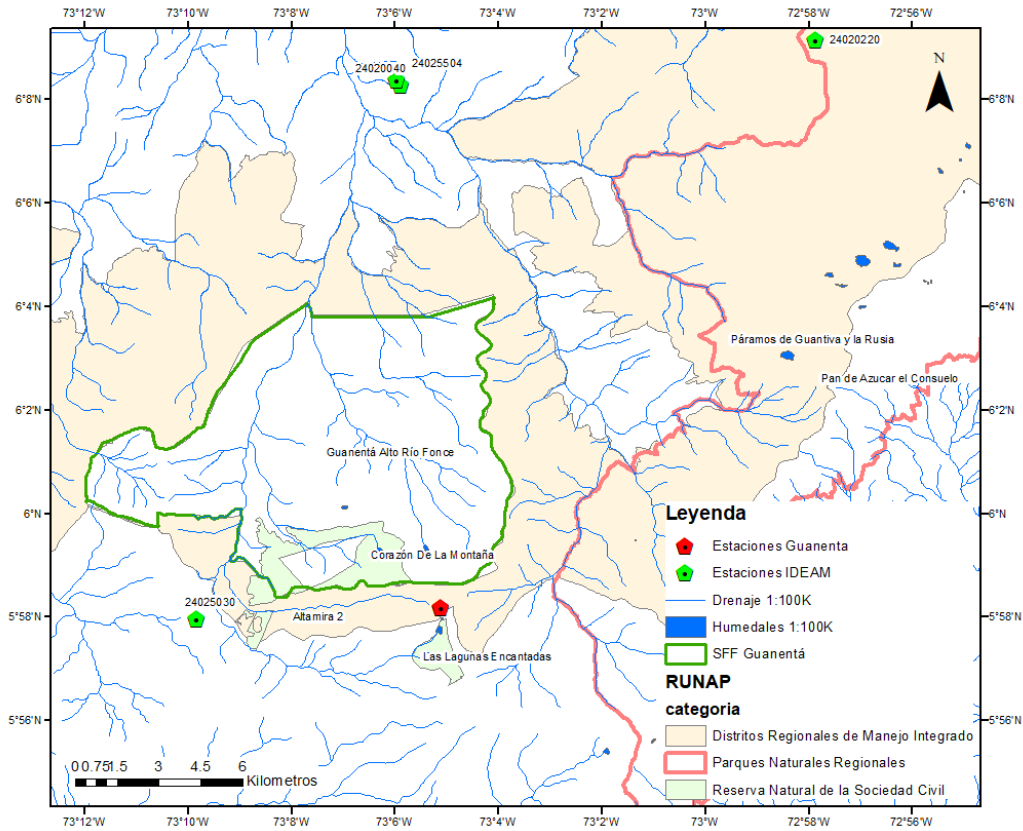 73°12'W 73°10'W 73°8'W 73°6'W 73°4'W 73°2'W 73°0'W 72°58'W 72°56'W
24020220
24020040 24025504
N
6°8'N 6°8'N
6°6'N 6°6'N
6°4'N 6°4'N
Páramos de Guantiva y la Rusia
Pan de Azucar el Consuelo
6°2'N 6°2'N
Guanentá Alto Río Fonce
6°0'N 6°0'N
Leyenda
Estaciones Guanenta
Corazón De La Montaña
Estaciones IDEAM
24025030
Drenaje 1:100K
5°58'N 5°58'N
Altamira 2
Humedales 1:100K
Las Lagunas Encantadas
SFF Guanentá
RUNAP
categoria
5°56'N 5°56'N
Distritos Regionales de Manejo Integrado
Parques Naturales Regionales
0 0.75 1.5 3 4.5 6
Kilometros
Reserva Natural de la Sociedad Civil
73°12'W 73°10'W 73°8'W 73°6'W 73°4'W 73°2'W 73°0'W 72°58'W 72°56'W